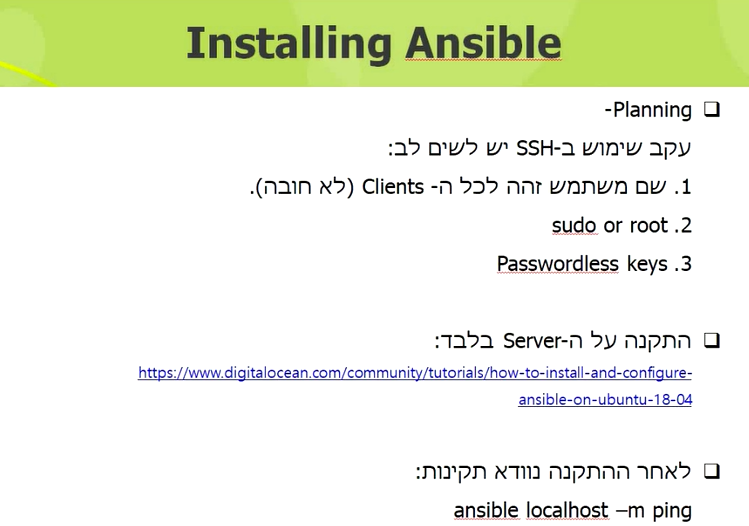 Installing Ansible
Planning-
עקב שימוש ב-SSH יש לשים לב:
1. שם משתמש זהה לכל ה- Clients (לא חובה).
2. sudo or root
3. Passwordless keys
התקנה על ה-Server בלבד:
https://www.digitalocean.com/community/tutorials/how-to-install-and-configure-
ansible-on-ubuntu-18-04
לאחר ההתקנה נוודא תקינות:
ansible localhost –m ping